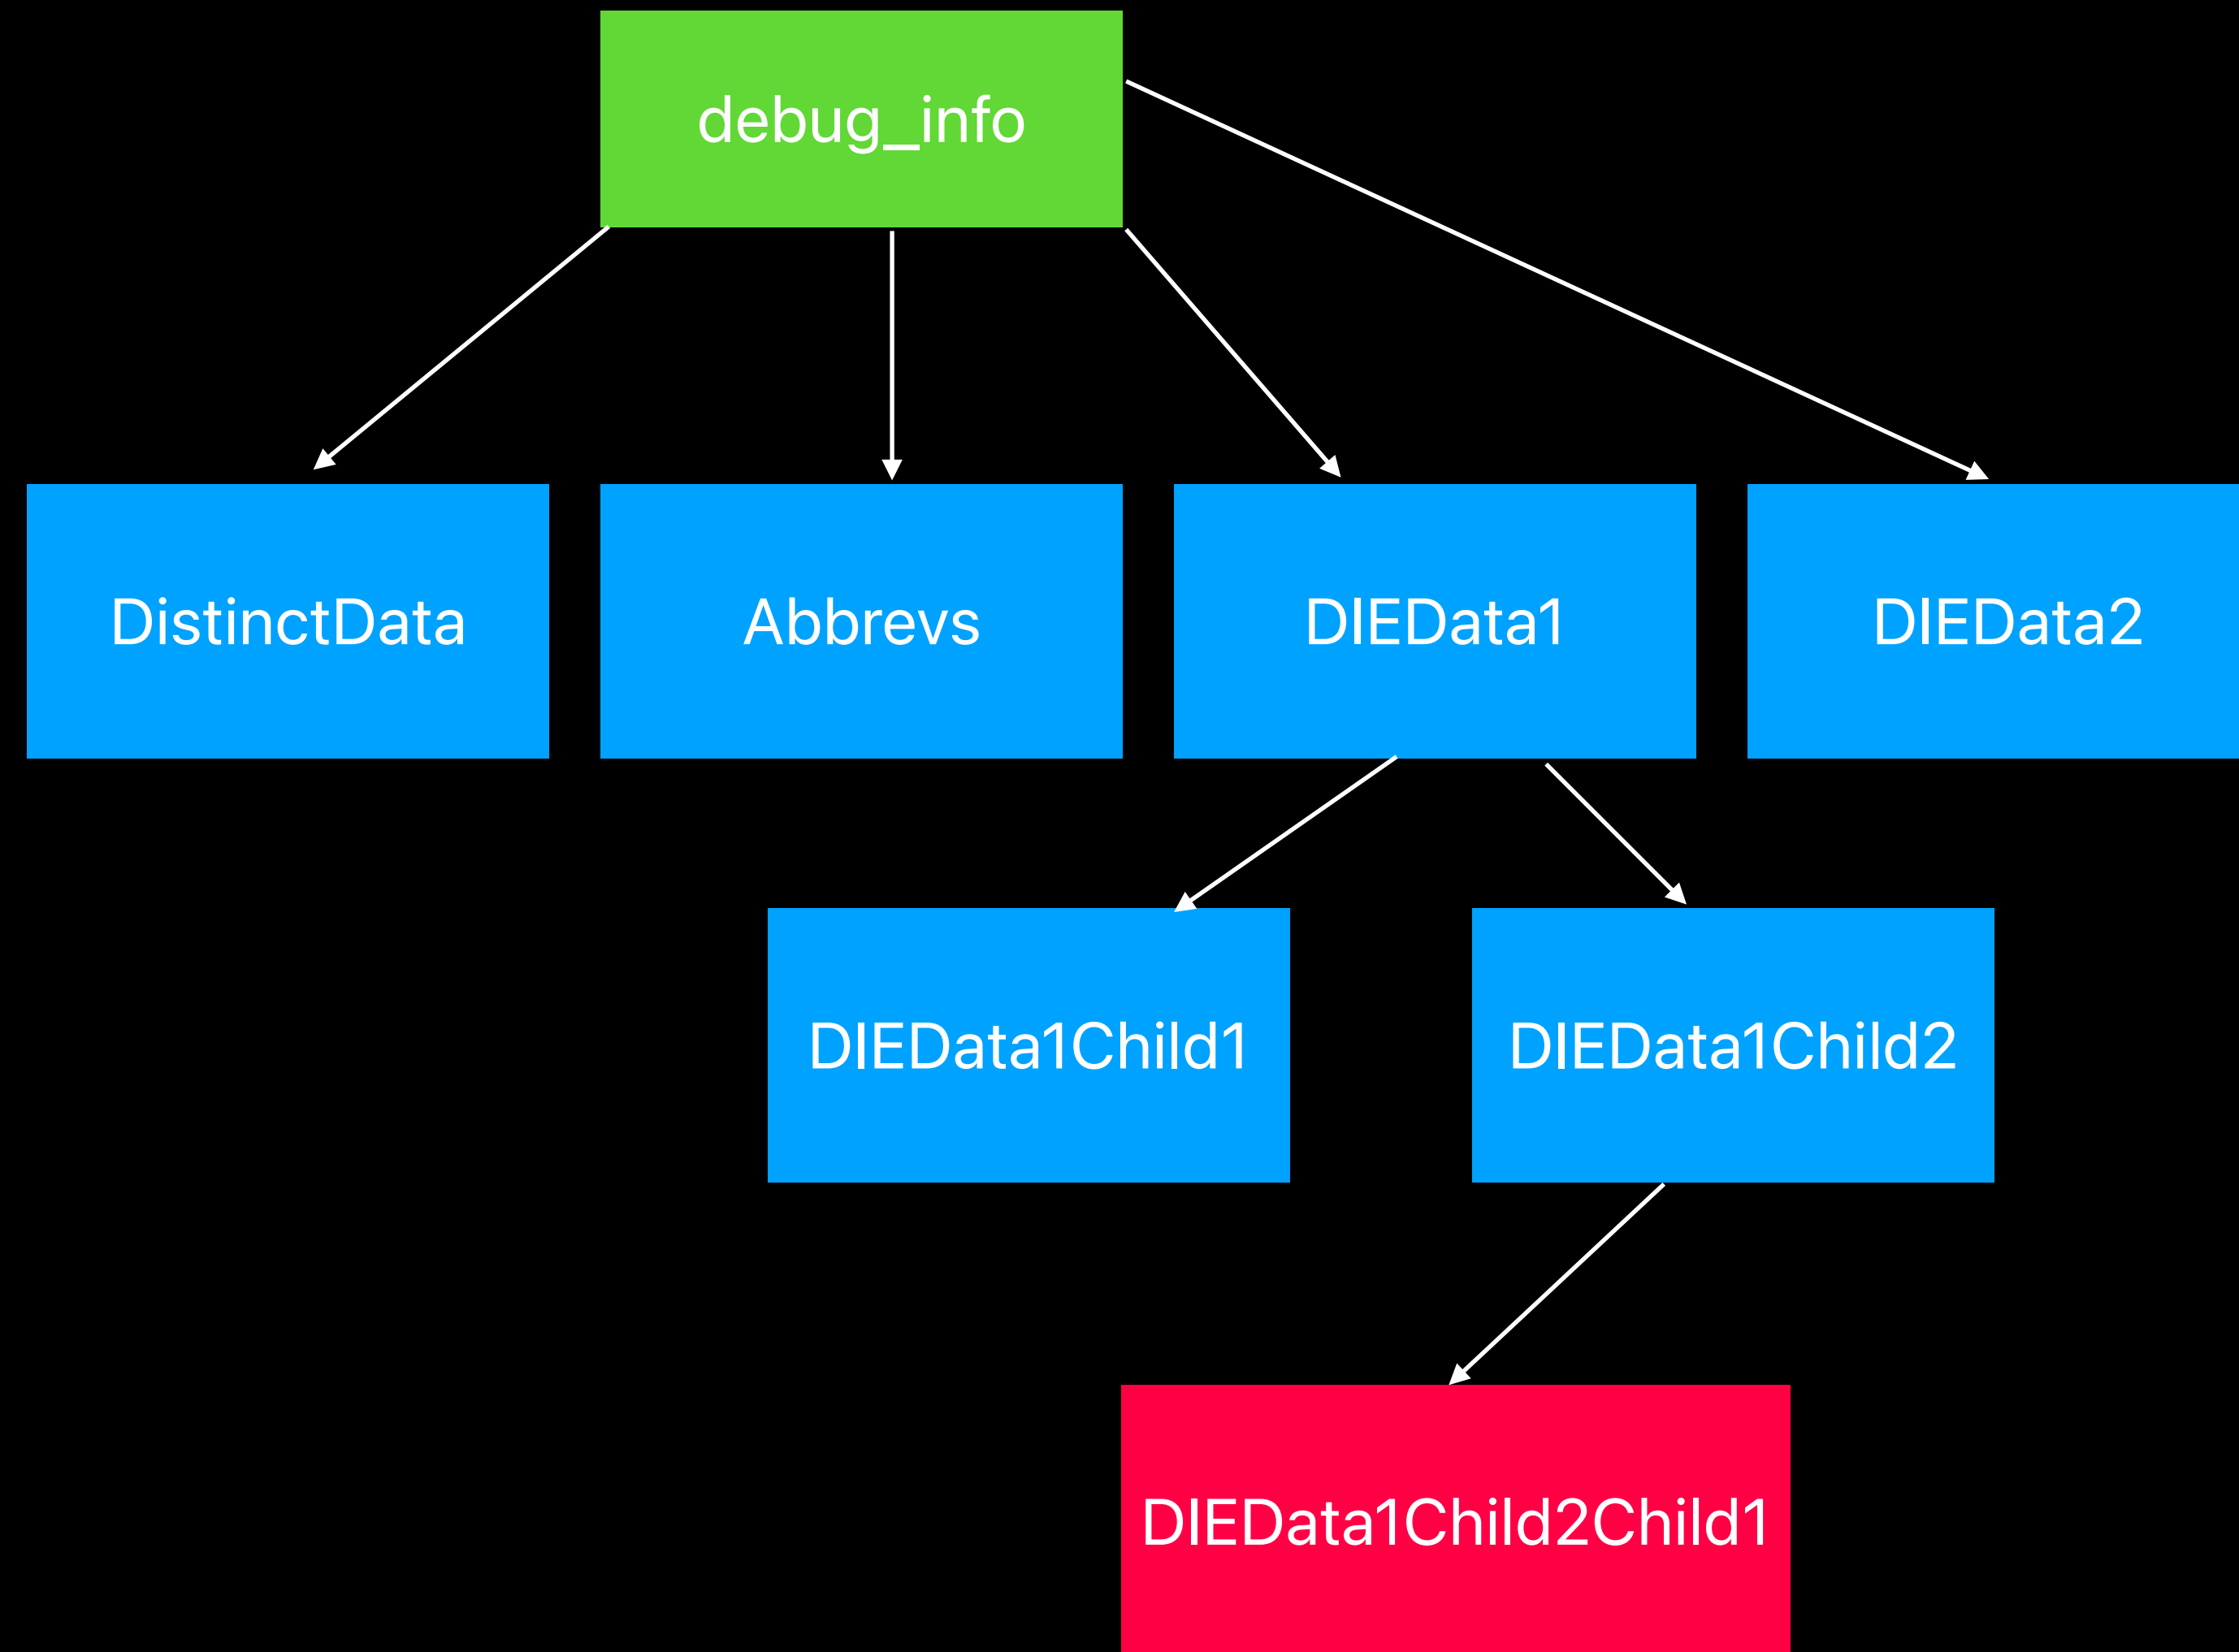 debug_info
DistinctData
Abbrevs
DIEData1
DIEData2
DIEData1Child1
DIEData1Child2
DIEData1Child2Child1